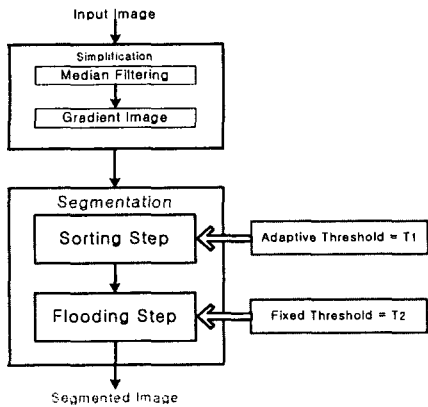 Input Image
Simplification
Median Filtering
Gradient Image
Segmentation
Sorting Step
Adaptive Threshold = T1
Flooding Step
Fixed Threshold = T2
Segmented Image